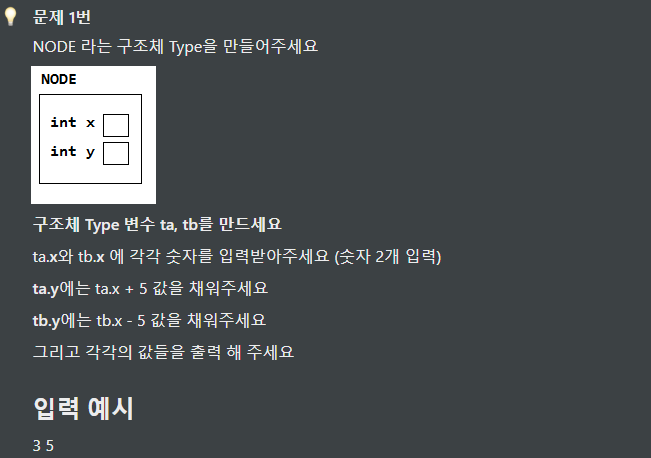 문제 1번
NODE 라는 구조체 Type을 만들어주세요
NODE
int x
int y
구조체 Type 변수 ta, tb를 만드세요
ta.x와 tb.x 에 각각 숫자를 입력받아주세요 (숫자 2개 입력)
ta.y에는 ta.x + 5 값을 채워주세요
tb.y에는 tb.x - 5 값을 채워주세요
그리고 각각의 값들을 출력 해 주세요
입력 예시
3 5